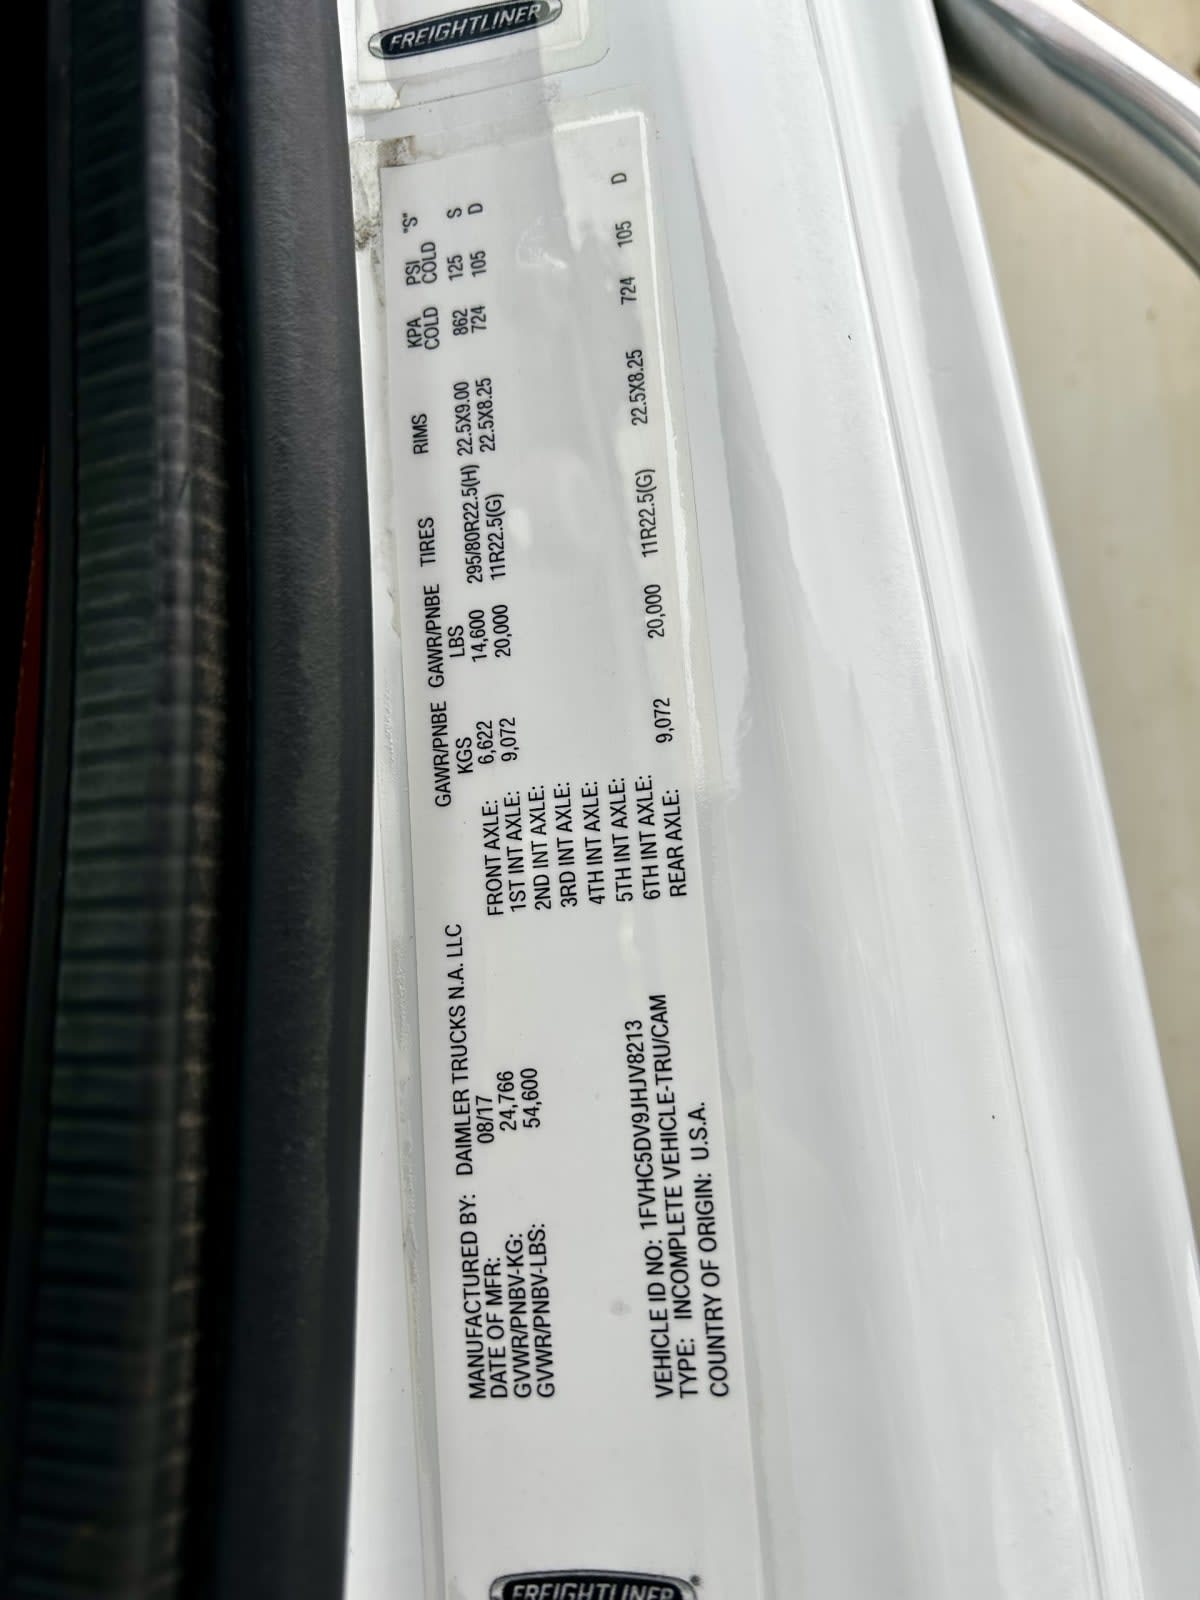 FREIGHTLINER
MANUFACTURED BY: DAIMLER TRUCKS N.A. LLC
DATE OF MFR: 08/17
GVWR/PNBV-KG: 24,766
GVWR/PNBV-LBS: 54,600
VEHICLE ID NO: 1FVHC5DV9JHJV8213
TYPE: INCOMPLETE VEHICLE-TRU/CAM
COUNTRY OF ORIGIN: U.S.A.
GAWR/PNBE GAWR/PNBE TIRES RIMS KPA PSI "S"
KGS LBS COLD COLD
FRONT AXLE: 6,622 14,600 295/80R22.5(H) 22.5X9.00 862 125 S
1ST INT AXLE: 9,072 20,000 11R22.5(G) 22.5X8.25 724 105 D
2ND INT AXLE:
3RD INT AXLE:
4TH INT AXLE:
5TH INT AXLE:
6TH INT AXLE:
REAR AXLE: 9,072 20,000 11R22.5(G) 22.5X8.25 724 105 D
FREIGHTLINER